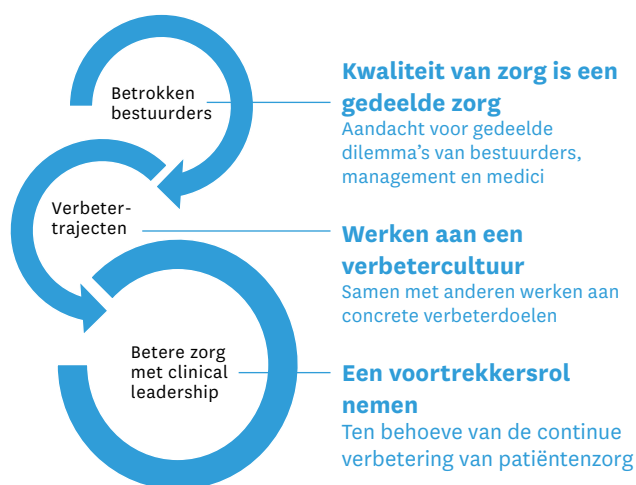 Betrokken
bestuurders
Kwaliteit van zorg is een
gedeelde zorg
Aandacht voor gedeelde
dilemma's van bestuurders,
management en medici
Verbeter-
trajecten
Werken aan een
verbetercultuur
Samen met anderen werken aan
concrete verbeterdoelen
Betere zorg
met clinical
leadership
Een voortrekkersrol
nemen
Ten behoeve van de continue
verbetering van patiëntenzorg